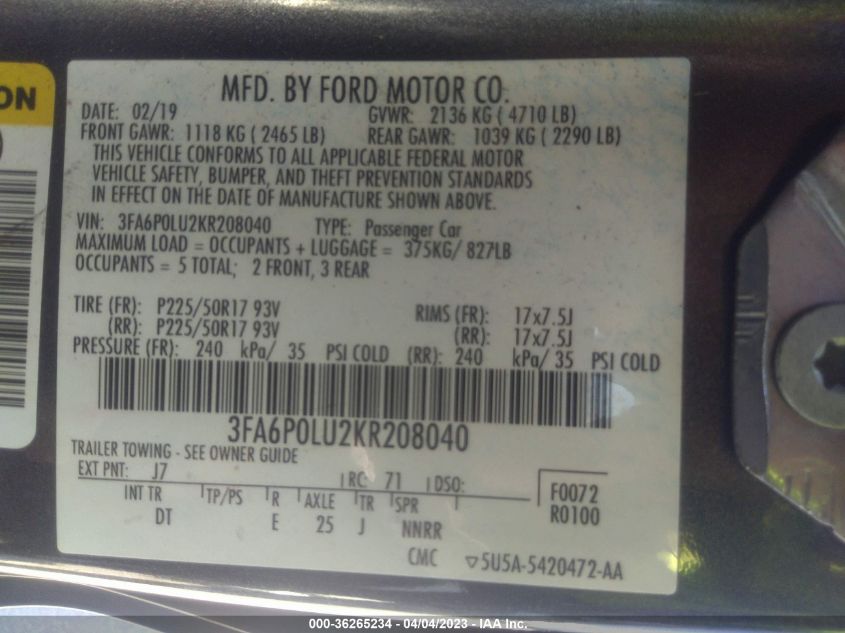 ON
MFD. BY FORD MOTOR CO.
DATE: 02/19 GVWR: 2136 KG ( 4710 LB)
FRONT GAWR: 1118 KG ( 2465 LB) REAR GAWR: 1039 KG ( 2290 LB)
THIS VEHICLE CONFORMS TO ALL APPLICABLE FEDERAL MOTOR
VEHICLE SAFETY, BUMPER, AND THEFT PREVENTION STANDARDS
IN EFFECT ON THE DATE OF MANUFACTURE SHOWN ABOVE.
VIN: 3FA6P0LU2KR208040 TYPE: Passenger Car
MAXIMUM LOAD = OCCUPANTS + LUGGAGE = 375KG/ 827LB
OCCUPANTS = 5 TOTAL; 2 FRONT, 3 REAR
TIRE (FR): P225/50R17 93V RIMS (FR): 17x7.5J
(RR): P225/50R17 93V (RR): 17x7.5J
PRESSURE (FR): 240 kPa/ 35 PSI COLD (RR): 240 kPa/ 35 PSI COLD
3FA6P0LU2KR208040
TRAILER TOWING - SEE OWNER GUIDE
EXT PNT: J7 RC: 71 DSO: F0072
INT TR TP/PS R AXLE TR SPR R0100
DT E 25 J NNRR
CMC ▽5U5A-5420472-AA
000-36265234 - 04/04/2023 - IAA Inc.